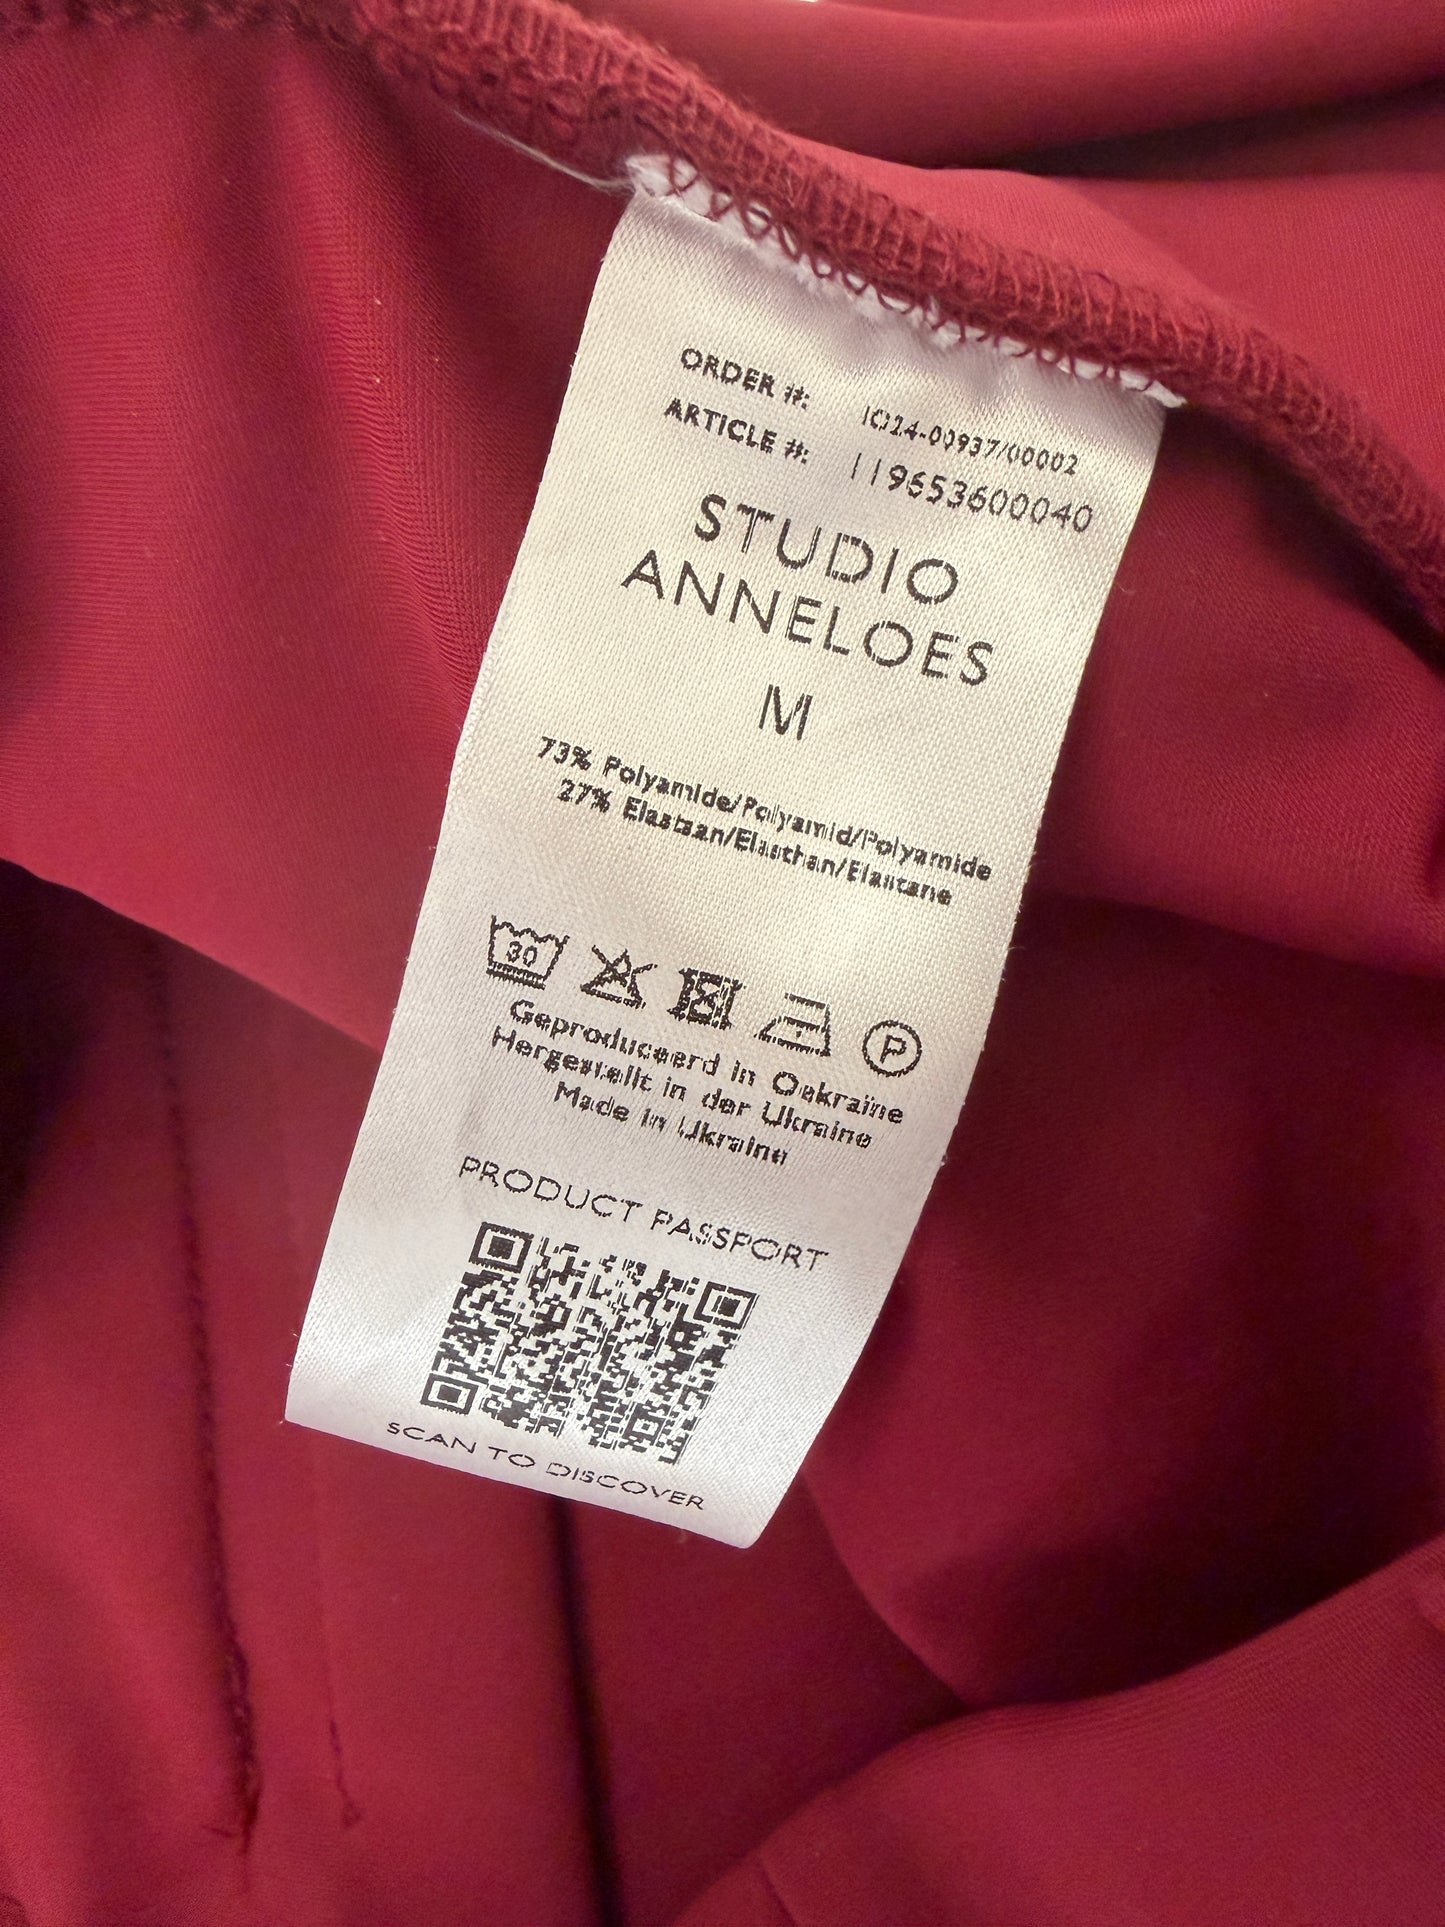 ORDER #: IO24-00937/00002
ARTICLE #: 119653600040
STUDIO
ANNELOES
M
73% Polyamide/Polyamid/Polyamide
27% Elastaan/Elasthan/Elastane
30
P
Geproduceerd in Oekraïne
Hergestellt in der Ukraine
Made in Ukraine
PRODUCT PASSPORT
SCAN TO DISCOVER